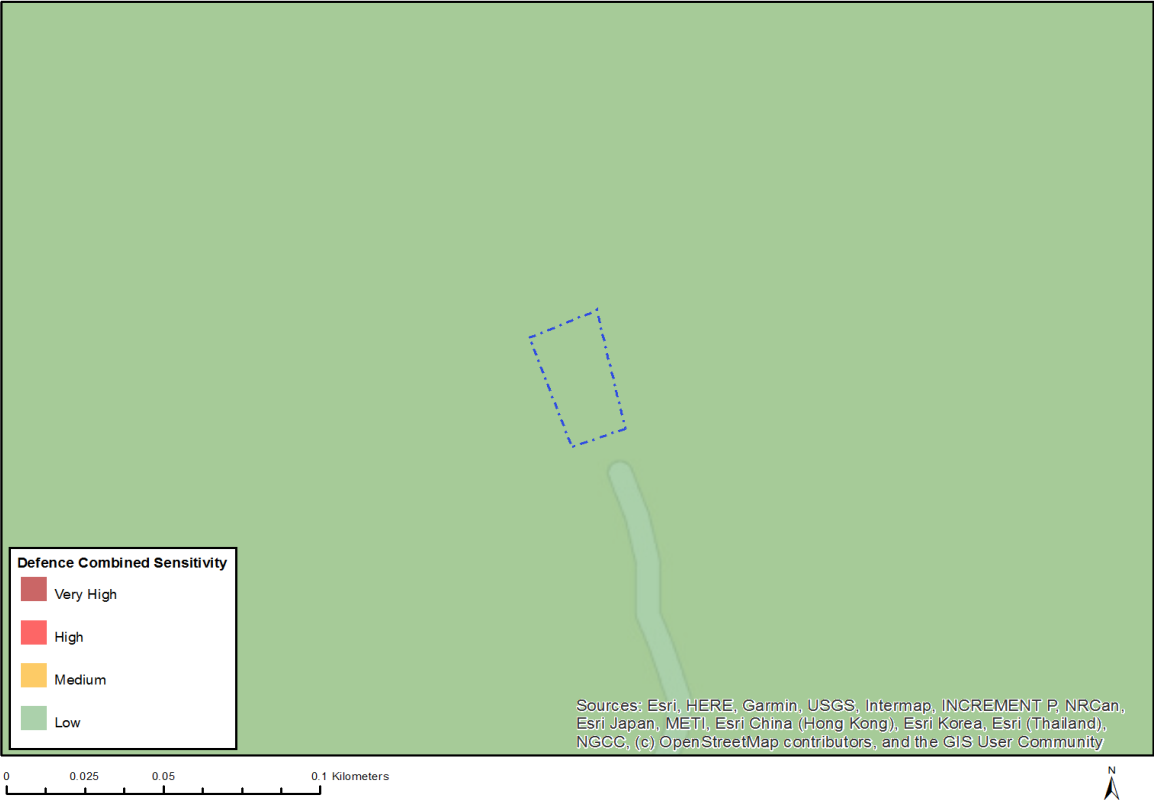 Defence Combined Sensitivity
Very High
High
Medium
Low
Sources: Esri, HERE, Garmin, USGS, Intermap, INCREMENT P, NRCan,
Esri Japan, METI, Esri China (Hong Kong), Esri Korea, Esri (Thailand),
NGCC, (c) OpenStreetMap contributors, and the GIS User Community
0 0.025 0.05 0.1 Kilometers
N